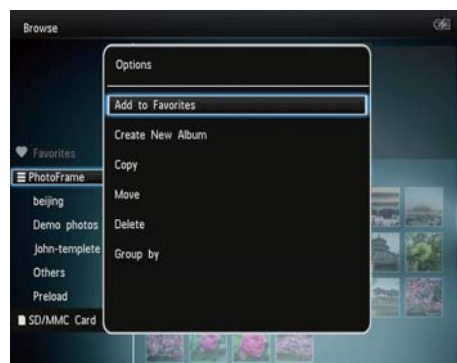 Browse
Options
Add to Favorites
Create New Album
Copy
Move
Delete
Group by
Favorites
PhotoFrame
beijing
Demo photos
John-templete
Others
Preload
SD/MMC Card